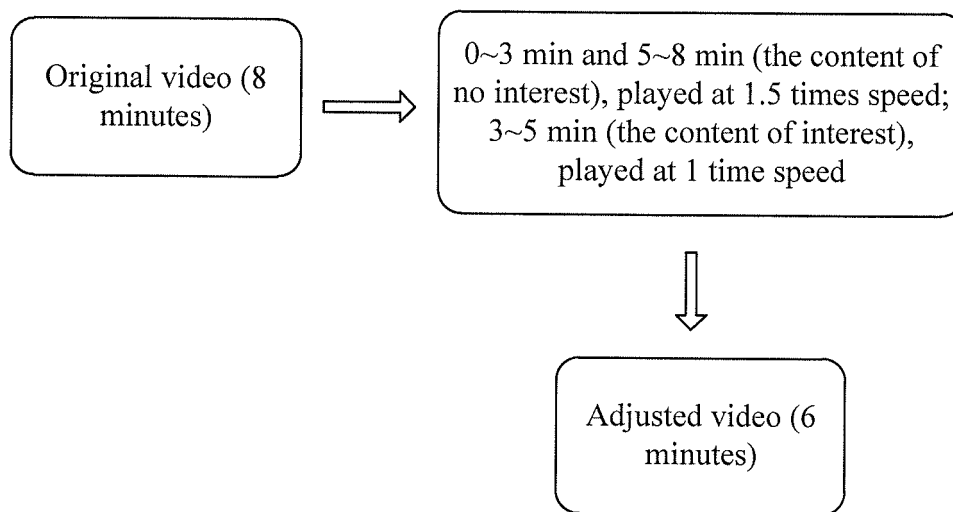 Original video (8
minutes)
0~3 min and 5~8 min (the content of
no interest), played at 1.5 times speed;
3~5 min (the content of interest),
played at 1 time speed
Adjusted video (6
minutes)